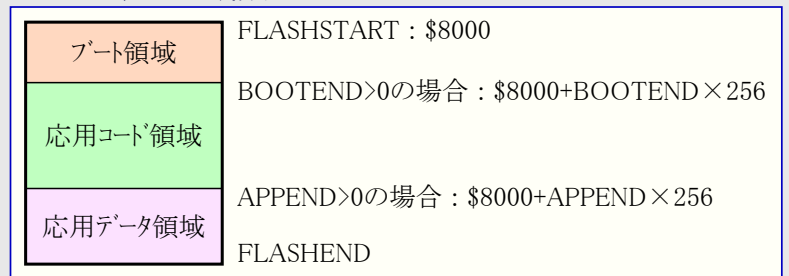 ブート領域
FLASHSTART：$8000
BOOTEND>0の場合：$8000+BOOTEND×256
応用コード領域
APPEND>0の場合：$8000+APPEND×256
応用データ領域
FLASHEND